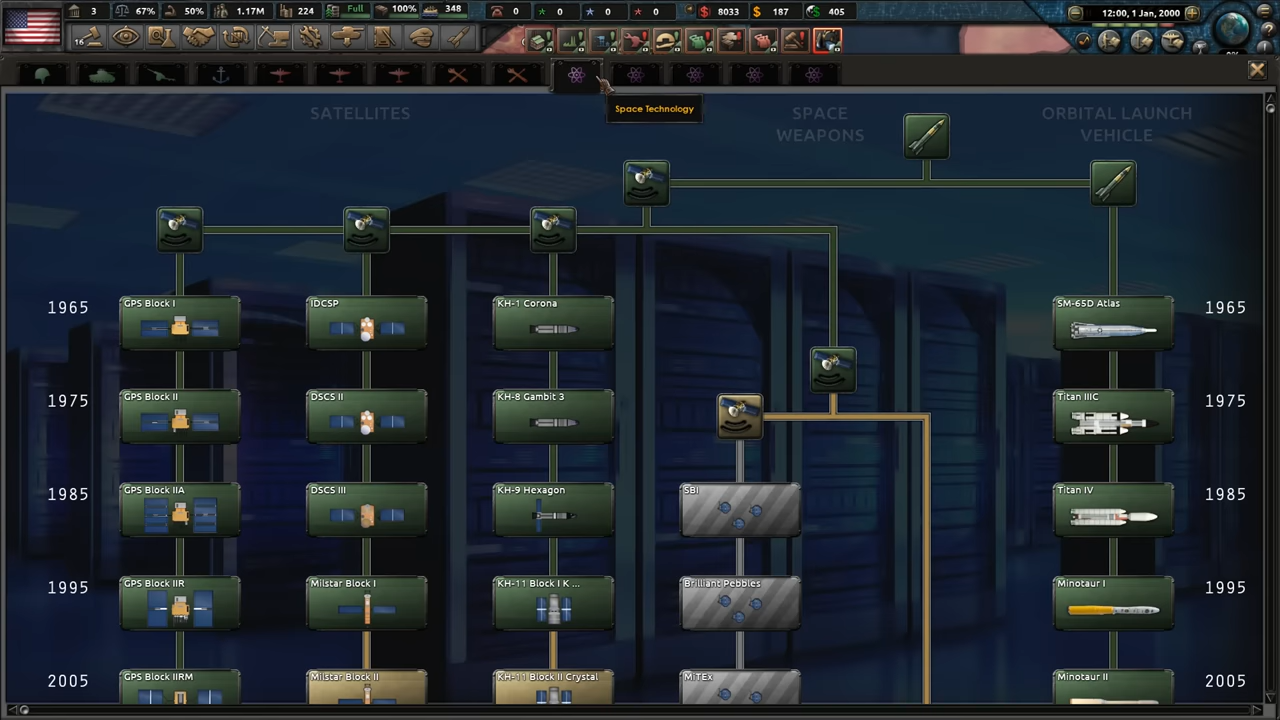 3 67% 50% 1.17M 224 Full 100% 348 0 0 0 0 8033 187 405 12:00, 1 Jan, 2000
16
0%
Space Technology
SATELLITES
SPACE
WEAPONS
ORBITAL LAUNCH
VEHICLE
1965 GPS Block I IDCSP KH-1 Corona SM-65D Atlas 1965
1975 GPS Block II DSCS II KH-8 Gambit 3 Titan IIIC 1975
1985 GPS Block IIA DSCS III KH-9 Hexagon SBI Titan IV 1985
1995 GPS Block IIR Milstar Block I KH-11 Block I K ... Brilliant Pebbles Minotaur I 1995
2005 GPS Block IIRM Milstar Block II KH-11 Block II Crystal MiTEx Minotaur II 2005